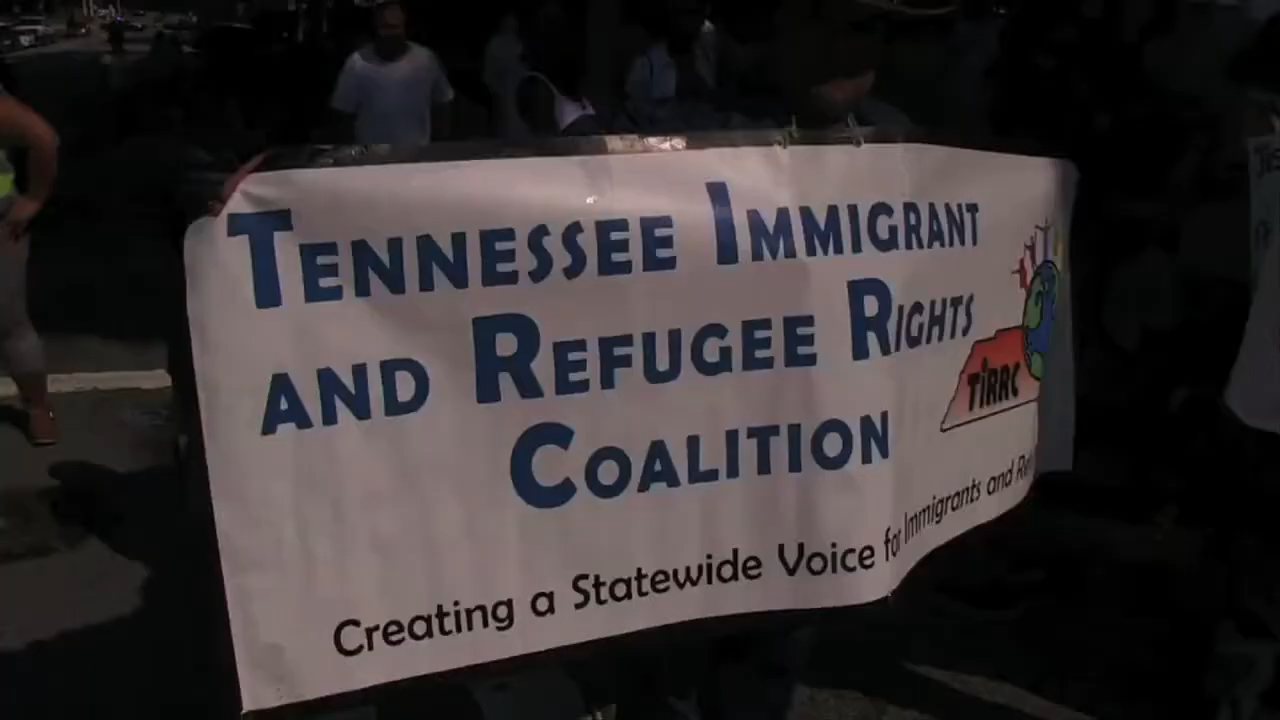 TENNESSEE IMMIGRANT
AND REFUGEE RIGHTS
COALITION
TIRRC
Creating a Statewide Voice for Immigrants and